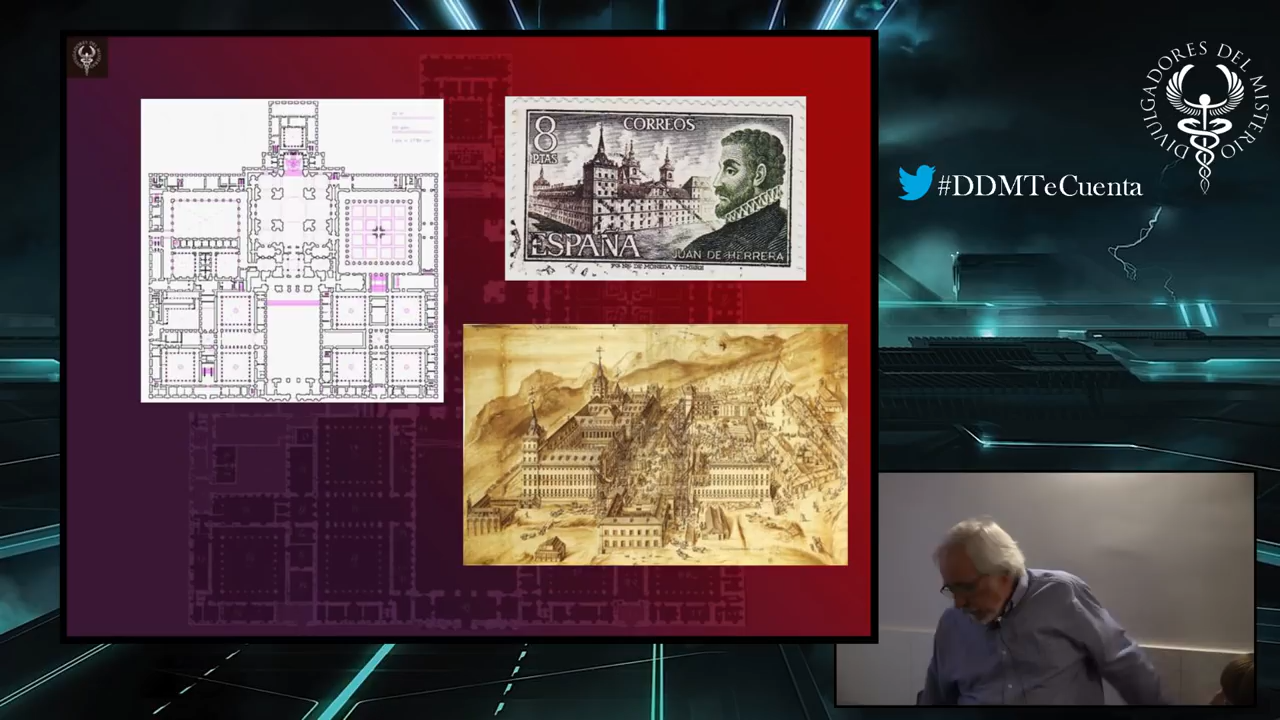 8
PTAS
CORREOS
ESPAÑA
JUAN DE HERRERA
#DDMTeCuenta
DIVULGADORES DEL MISTERIO